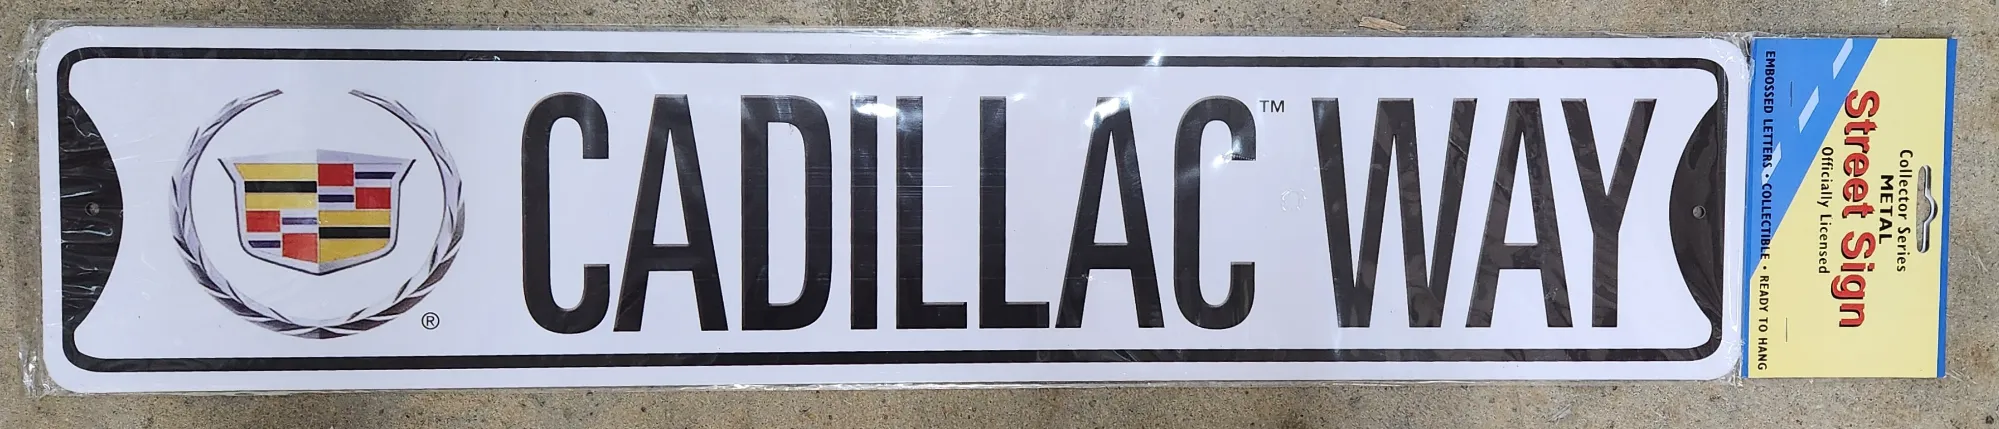 CADILLAC™ WAY
®
Collector Series
METAL
Street Sign
Officially Licensed
EMBOSSED LETTERS • COLLECTIBLE • READY TO HANG